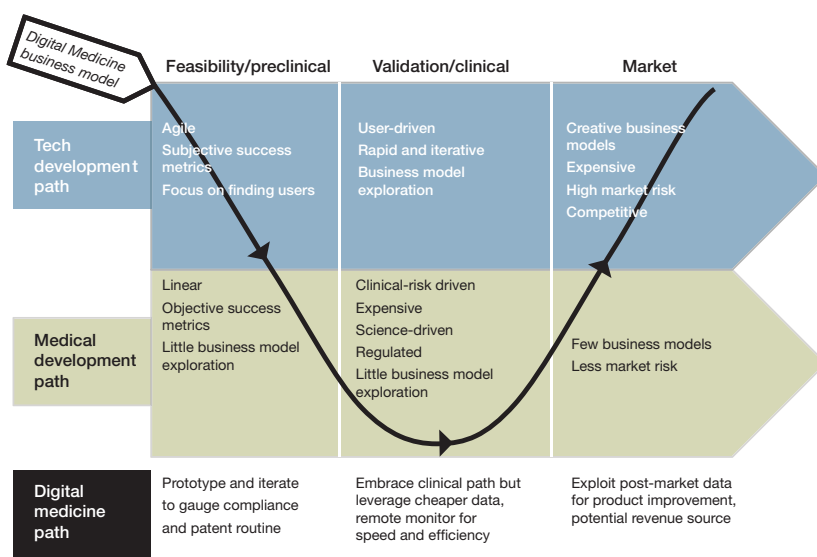 Digital Medicine
business model
Feasibility/preclinical
Validation/clinical
Market
Tech
development
path
Agile
Subjective success
metrics
Focus on finding users
User-driven
Rapid and iterative
Business model
exploration
Creative business
models
Expensive
High market risk
Competitive
Medical
development
path
Linear
Objective success
metrics
Little business model
exploration
Clinical-risk driven
Expensive
Science-driven
Regulated
Little business model
exploration
Few business models
Less market risk
Digital
medicine
path
Prototype and iterate
to gauge compliance
and patent routine
Embrace clinical path but
leverage cheaper data,
remote monitor for
speed and efficiency
Exploit post-market data
for product improvement,
potential revenue source